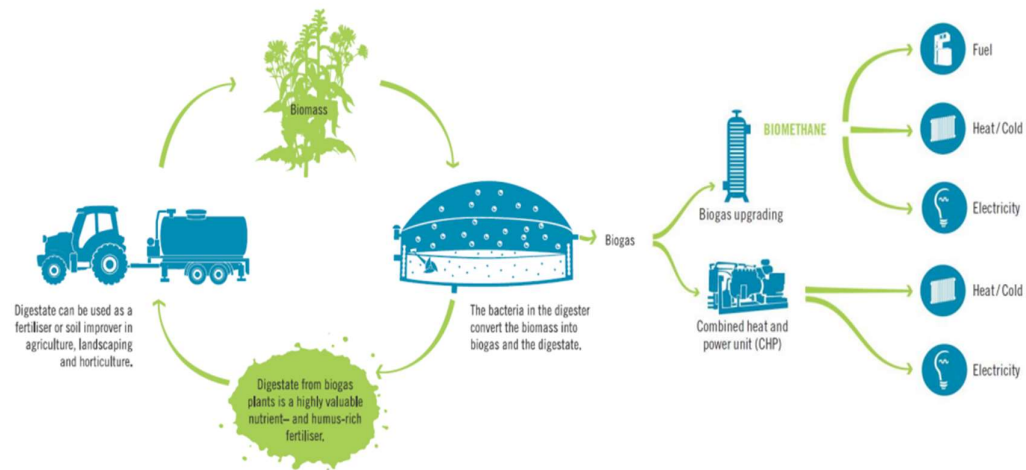 Biomass
Digestate can be used as a
fertiliser or soil improver in
agriculture, landscaping
and horticulture.
The bacteria in the digester
convert the biomass into
biogas and the digestate.
Digestate from biogas
plants is a highly valuable
nutrient– and humus-rich
fertiliser.
Biogas
Biogas upgrading
BIOMETHANE
Combined heat and
power unit (CHP)
Fuel
Heat/Cold
Electricity
Heat/Cold
Electricity